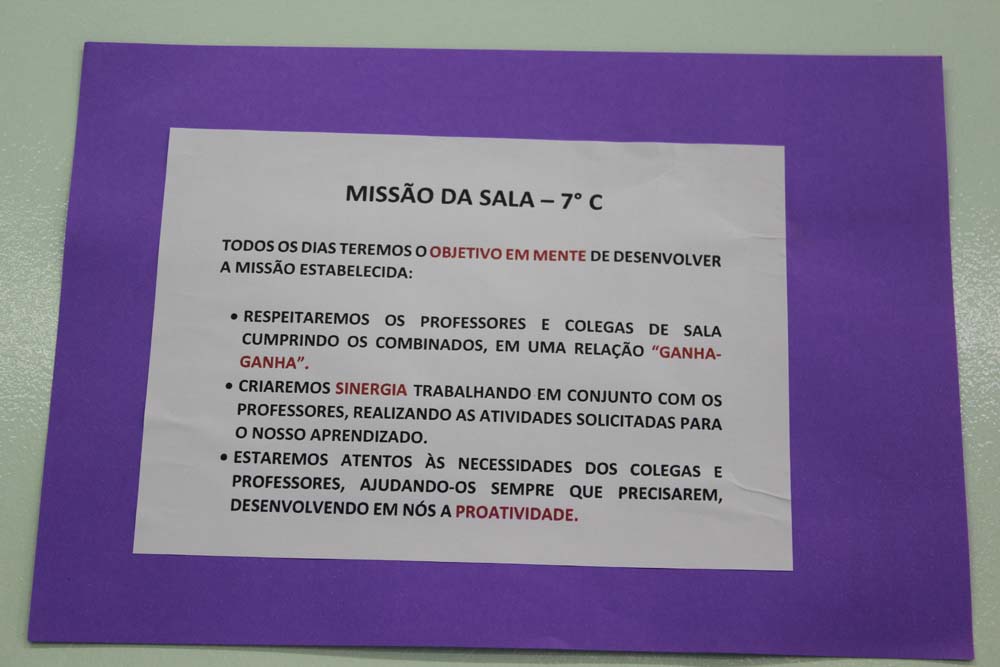 MISSÃO DA SALA – 7° C
TODOS OS DIAS TEREMOS O OBJETIVO EM MENTE DE DESENVOLVER
A MISSÃO ESTABELECIDA:
• RESPEITAREMOS OS PROFESSORES E COLEGAS DE SALA
CUMPRINDO OS COMBINADOS, EM UMA RELAÇÃO “GANHA-
GANHA”.
• CRIAREMOS SINERGIA TRABALHANDO EM CONJUNTO COM OS
PROFESSORES, REALIZANDO AS ATIVIDADES SOLICITADAS PARA
O NOSSO APRENDIZADO.
• ESTAREMOS ATENTOS ÀS NECESSIDADES DOS COLEGAS E
PROFESSORES, AJUDANDO-OS SEMPRE QUE PRECISAREM,
DESENVOLVENDO EM NÓS A PROATIVIDADE.